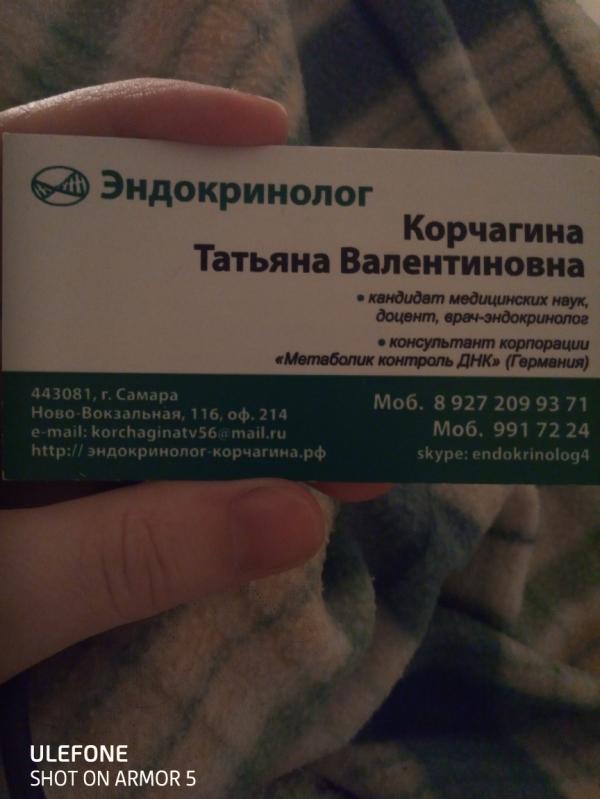 Эндокринолог
Корчагина
Татьяна Валентиновна
• кандидат медицинских наук,
доцент, врач-эндокринолог
• консультант корпорации
«Метаболик контроль ДНК» (Германия)
443081, г. Самара
Ново-Вокзальная, 116, оф. 214
e-mail: korchaginatv56@mail.ru
http:// эндокринолог-корчагина.рф
Моб. 8 927 209 93 71
Моб. 991 72 24
skype: endokrinolog4
ULEFONE
SHOT ON ARMOR 5